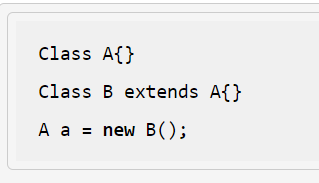 Class A{}
Class B extends A{}
A a = new B();